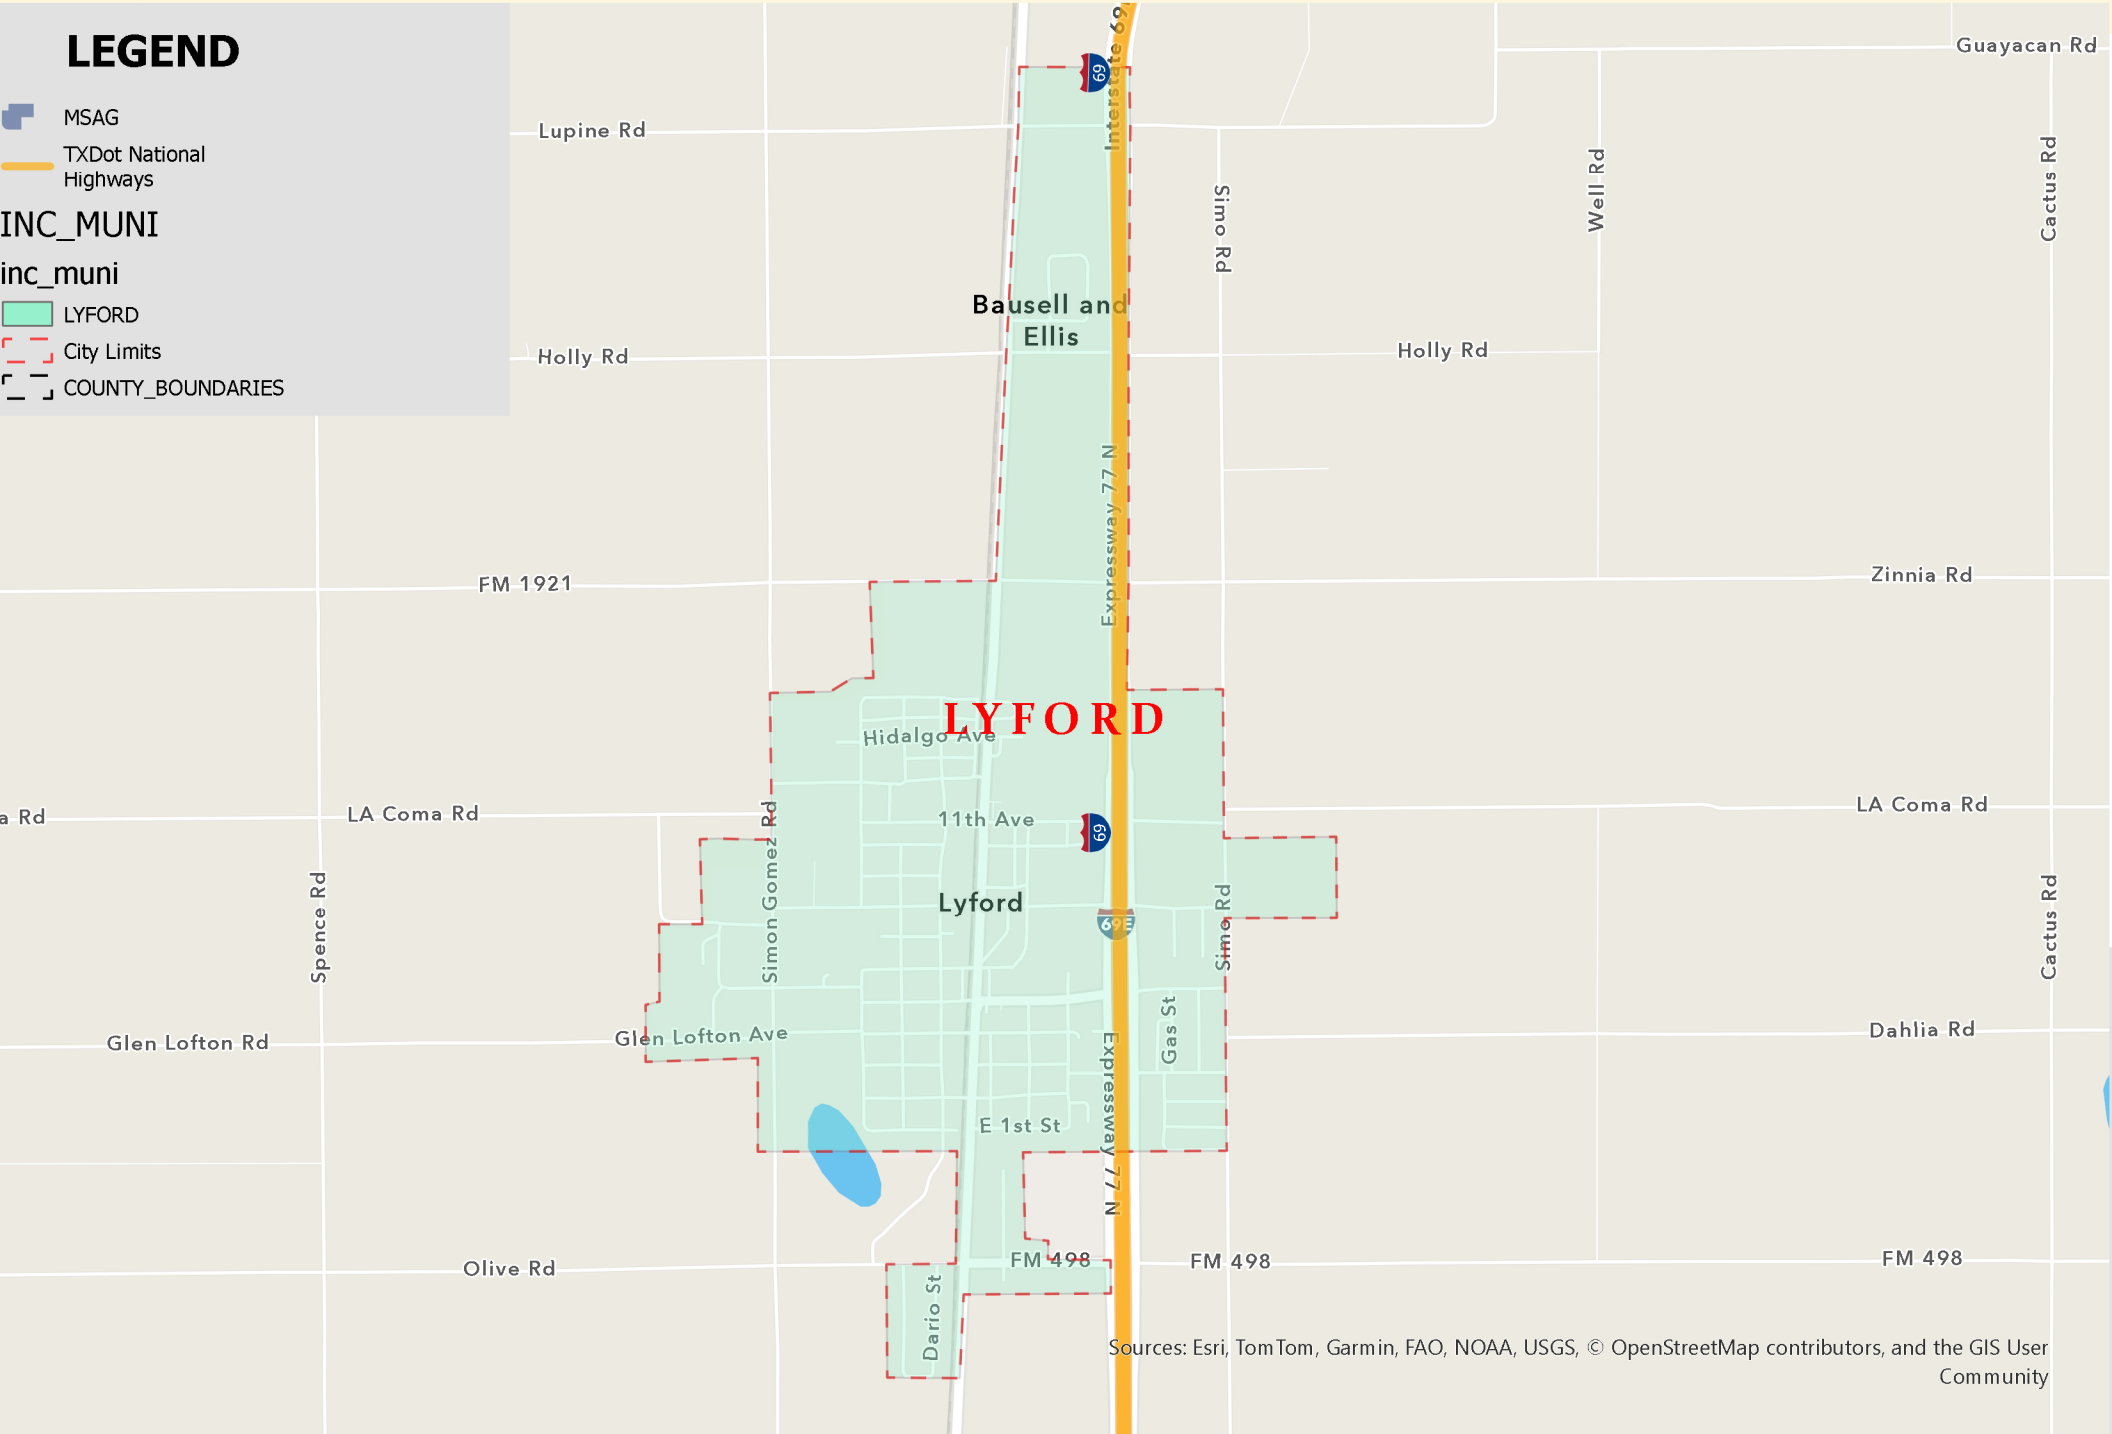 LEGEND
MSAG
TXDot National
Highways
INC_MUNI
inc_muni
LYFORD
City Limits
COUNTY_BOUNDARIES
Interstate 69
69
Guayacan Rd
Lupine Rd
Simo Rd
Well Rd
Cactus Rd
Bausell and
Ellis
Holly Rd
Holly Rd
Expressway 77 N
FM 1921
Zinnia Rd
LYFORD
Hidalgo Ave
a Rd
LA Coma Rd
Simon Gomez Rd
11th Ave
69
LA Coma Rd
Spence Rd
Lyford
69E
Simo Rd
Cactus Rd
Glen Lofton Rd
Glen Lofton Ave
Expressway 77 N
Gas St
Dahlia Rd
E 1st St
Olive Rd
FM 498
FM 498
FM 498
Dario St
Sources: Esri, TomTom, Garmin, FAO, NOAA, USGS, © OpenStreetMap contributors, and the GIS User
Community